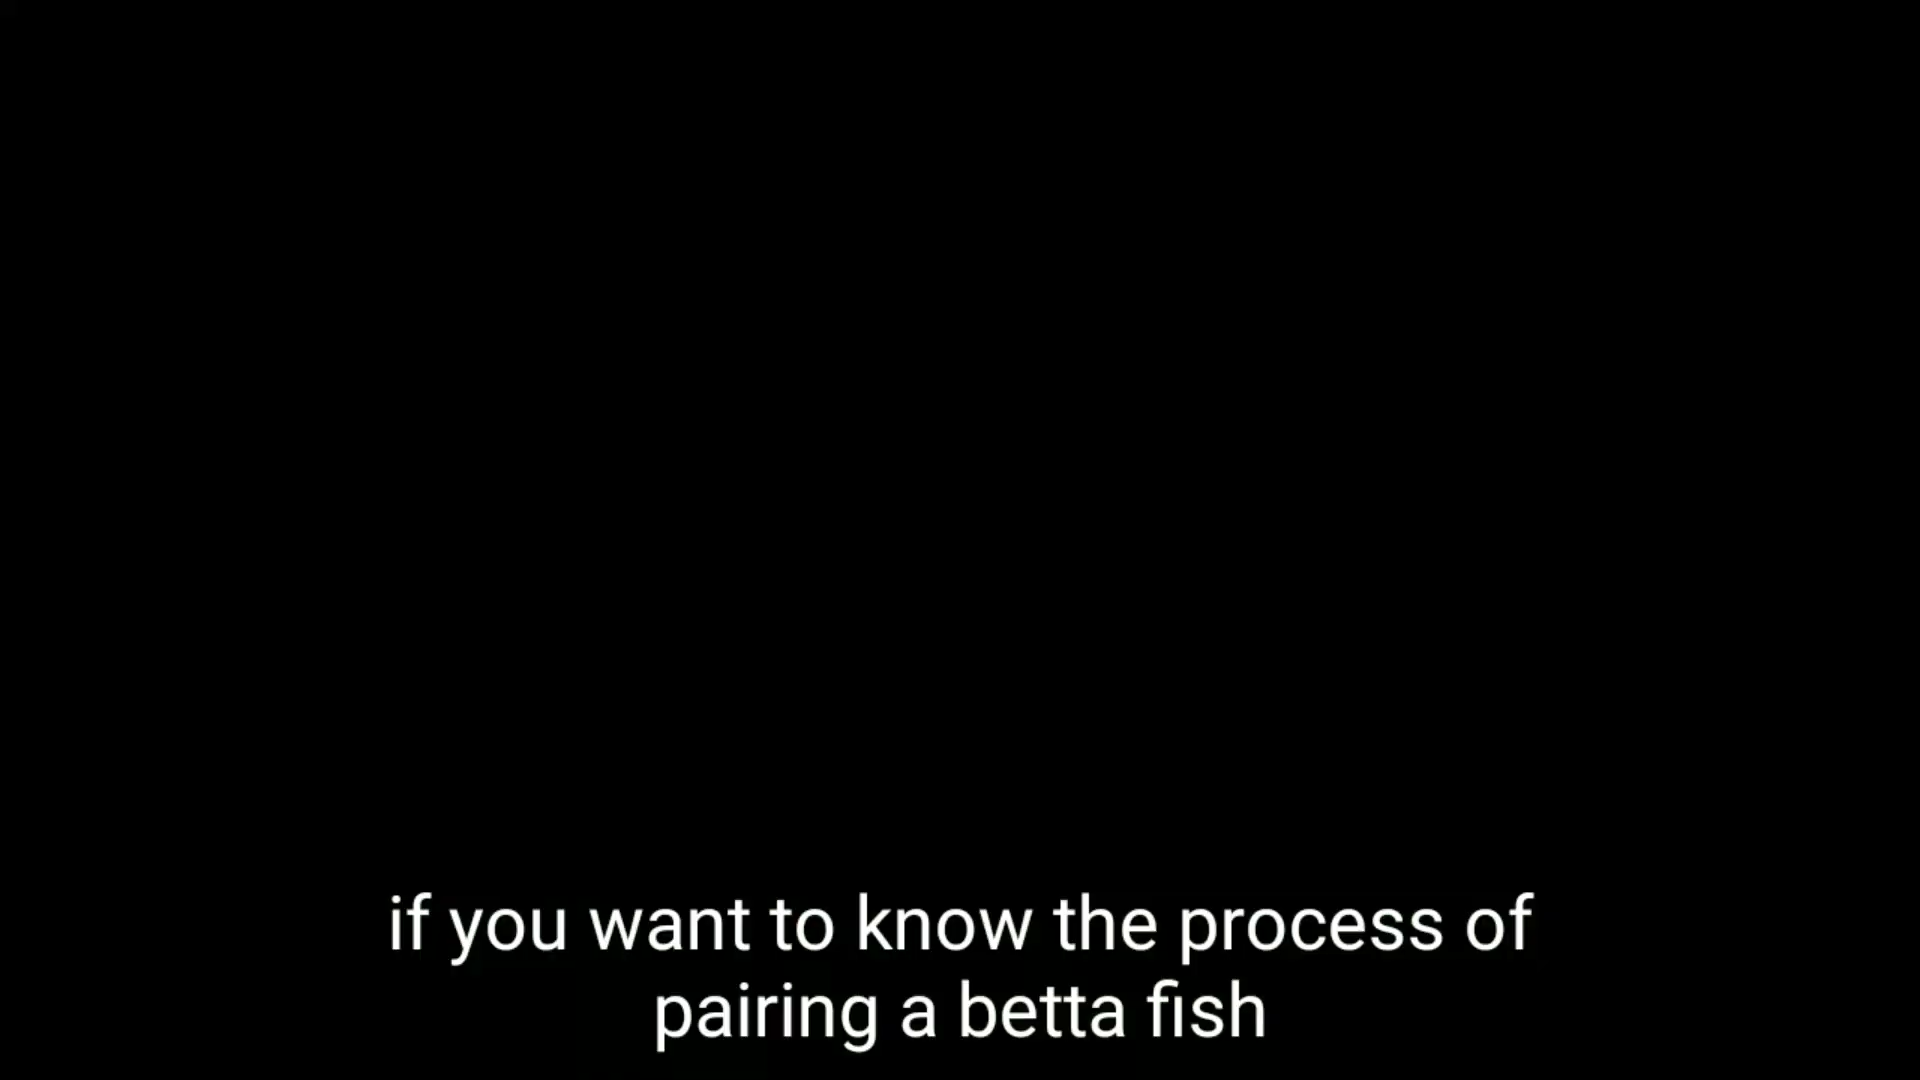 if you want to know the process of
pairing a betta fish